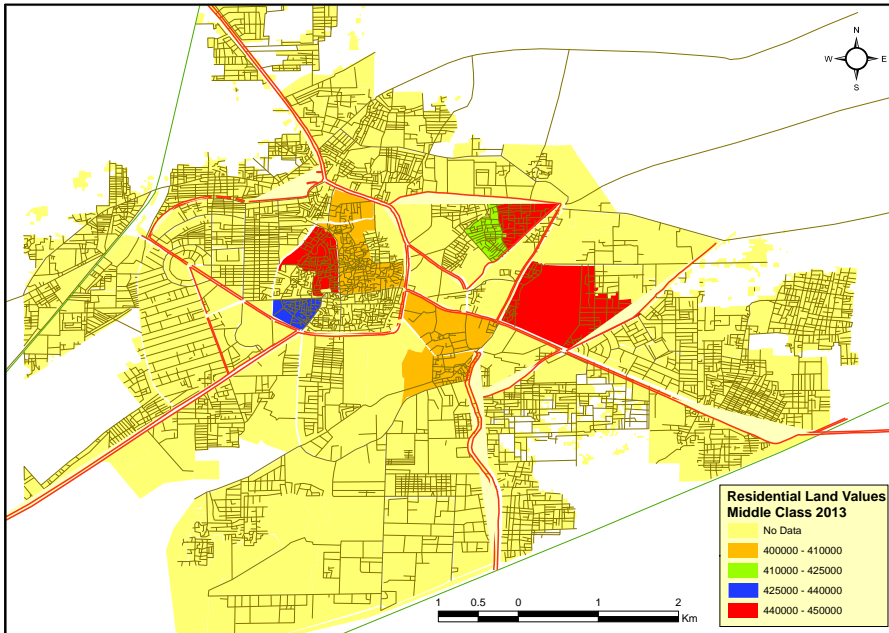 N
W E
S
Residential Land Values
Middle Class 2013
No Data
400000 - 410000
410000 - 425000
425000 - 440000
440000 - 450000
1 0.5 0 1 2
Km